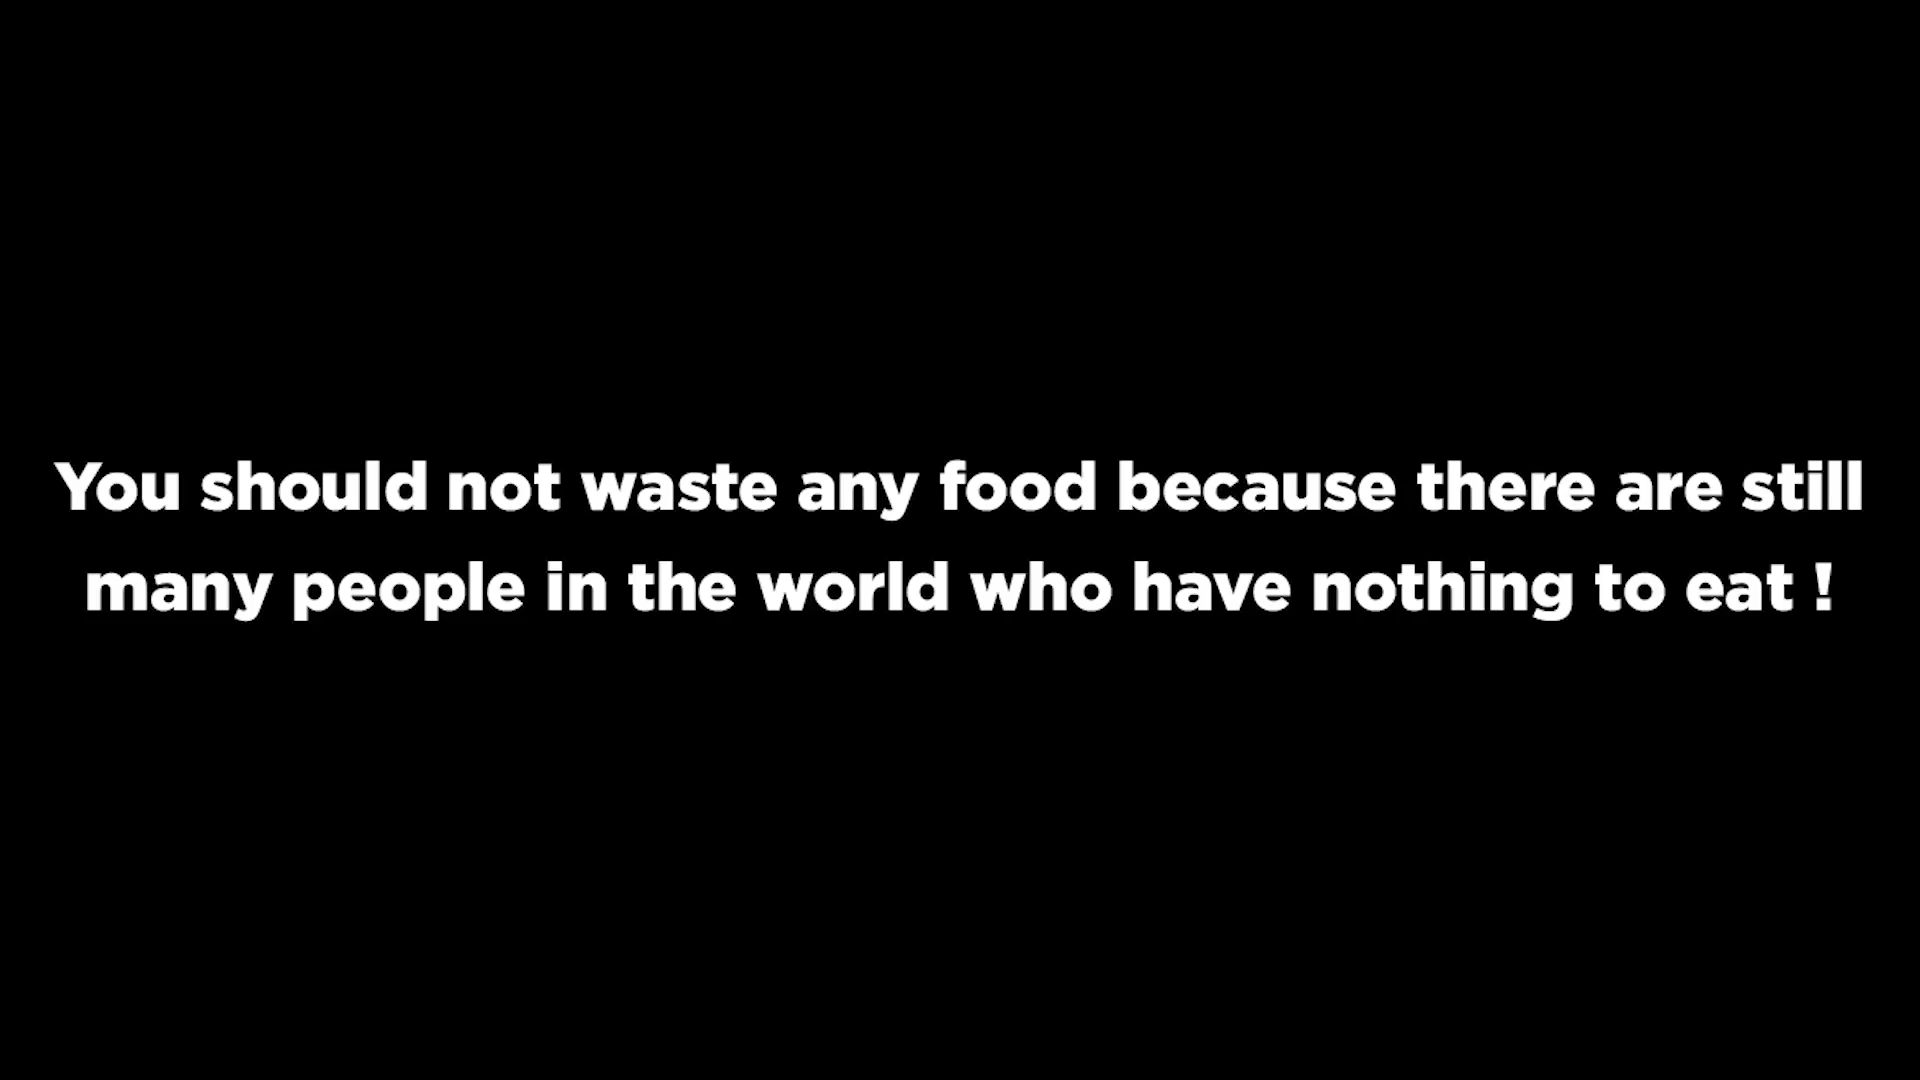 You should not waste any food because there are still
many people in the world who have nothing to eat !